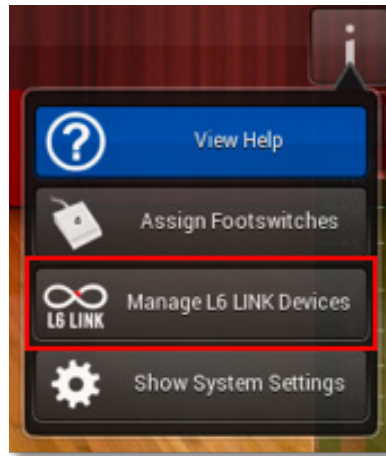 i
View Help
Assign Footswitches
L6 LINK
Manage L6 LINK Devices
Show System Settings